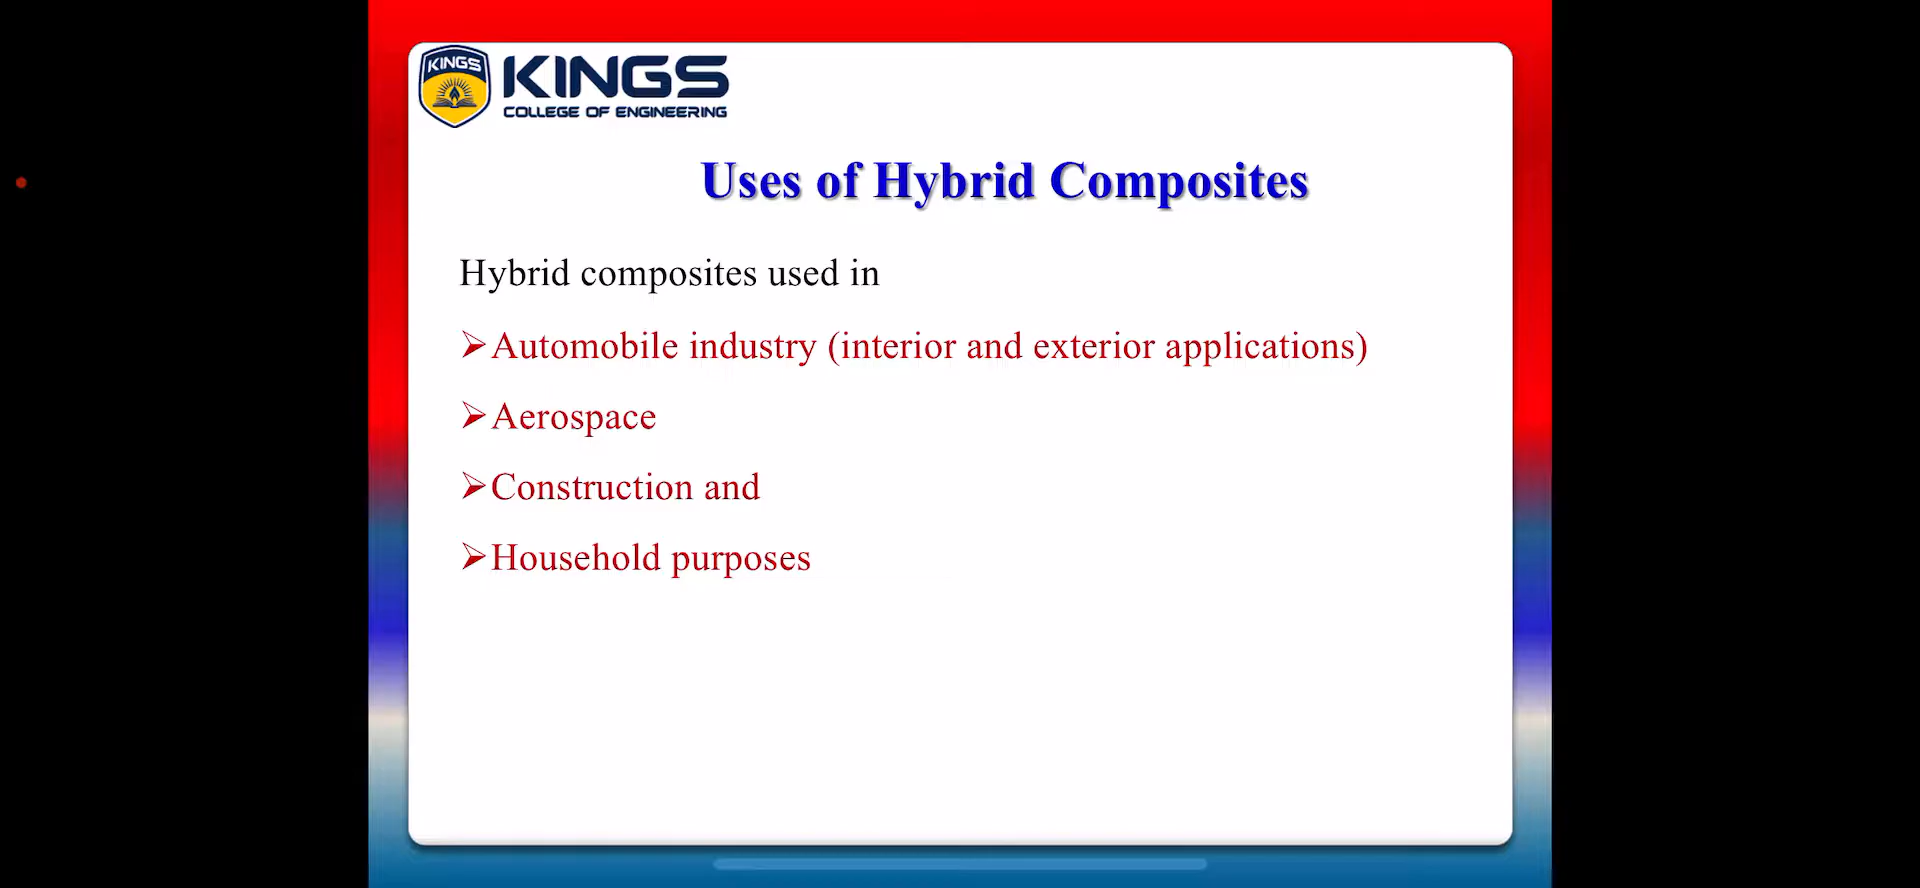 KINGS
KINGS
COLLEGE OF ENGINEERING
Uses of Hybrid Composites
Hybrid composites used in
➢Automobile industry (interior and exterior applications)
➢Aerospace
➢Construction and
➢Household purposes